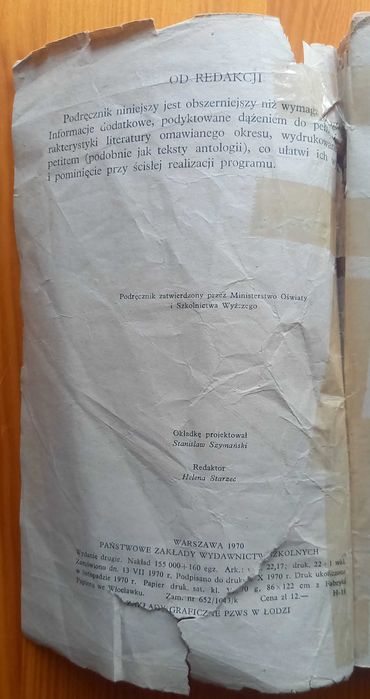 OD REDAKCJI
Podręcznik niniejszy jest obszerniejszy niż wymaga
Informacje dodatkowe, podyktowane dążeniem do peł
rakterystyki literatury omawianego okresu, wydrukowa
petitem (podobnie jak teksty antologii), co ułatwi ich
i pominięcie przy ścisłej realizacji programu.
Podręcznik zatwierdzony przez Ministerstwo Oświaty
i Szkolnictwa Wyższego
Okładkę projektował
Stanisław Szymański
Redaktor
Helena Starzec
WARSZAWA 1970
PAŃSTWOWE ZAKŁADY WYDAWNICTW SZKOLNYCH
Wydanie drugie. Nakład 155 000+160 egz. Ark.: 22,17; druk. 22+1 wkl.
Zamówiono dn. 13 VII 1970 r. Podpisano do druku X 1970 r. Druk ukończono
w listopadzie 1970 r. Papier druk. sat. kl. 70 g, 86×122 cm z Fabryki
Papieru we Włocławku. Zam. nr 652/1043/k Cena zł 12.—
ZAKŁADY GRAFICZNE PZWS W ŁODZI